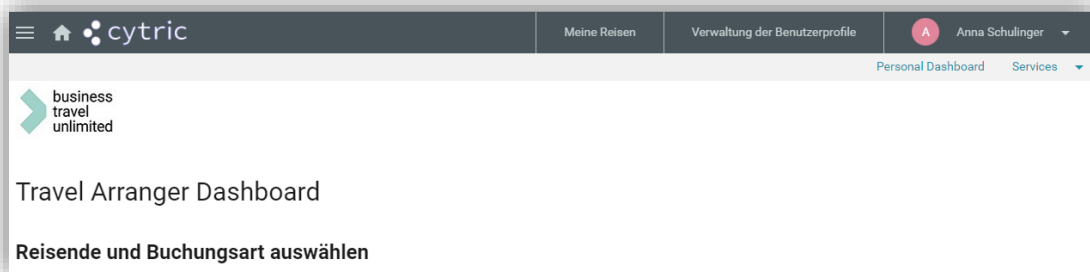 cytric Meine Reisen Verwaltung der Benutzerprofile A Anna Schulinger
Personal Dashboard Services
business
travel
unlimited
Travel Arranger Dashboard
Reisende und Buchungsart auswählen